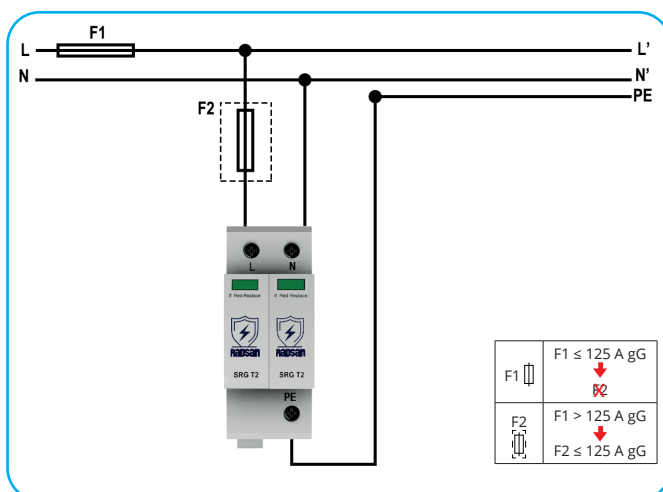 F1
L L’
N N’
PE
F2
L N
If Red Replace If Red Replace
RADSAN RADSAN
SRG T2 SRG T2
PE
F1 F1 ≤ 125 A gG
F2
F2 F1 > 125 A gG
F2 ≤ 125 A gG